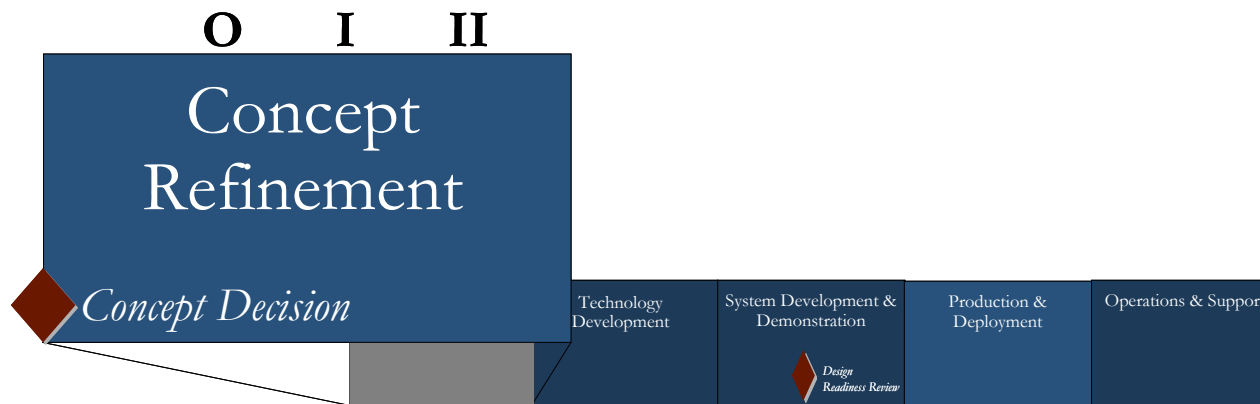 O I II
Concept
Refinement
Concept Decision
Technology
Development
System Development &
Demonstration
Production &
Deployment
Operations & Suppor
Design
Readiness Review